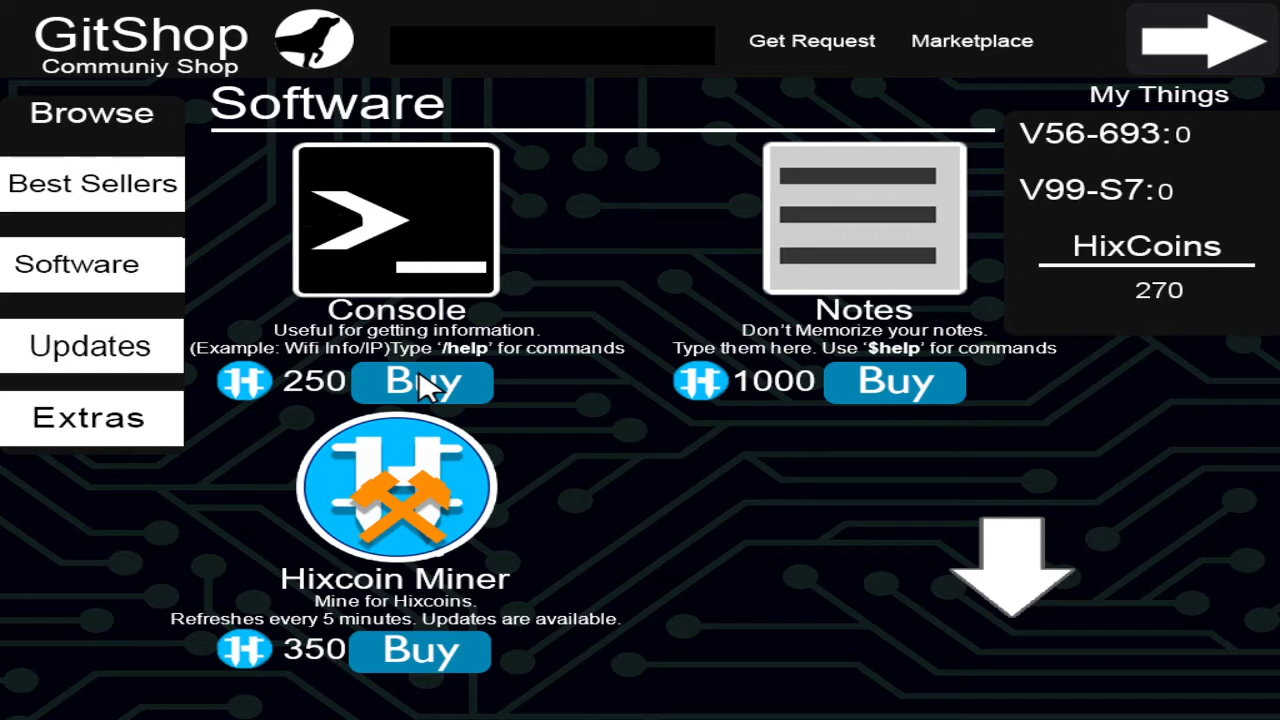 GitShop
Communiy Shop
Get Request
Marketplace
Browse
Best Sellers
Software
Updates
Extras
Software
Console
Useful for getting information.
(Example: Wifi Info/IP)Type ‘/help’ for commands
250 Buy
Notes
Don’t Memorize your notes.
Type them here. Use ‘$help’ for commands
1000 Buy
Hixcoin Miner
Mine for Hixcoins.
Refreshes every 5 minutes. Updates are available.
350 Buy
My Things
V56-693:0
V99-S7:0
HixCoins
270